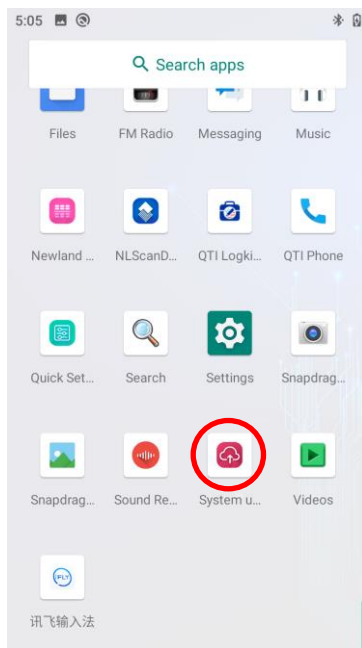 5:05
Search apps
Files FM Radio Messaging Music
Newland ... NLScanD... QTI Logki... QTI Phone
Quick Set... Search Settings Snapdrag...
Snapdrag... Sound Re... System u... Videos
iFLY
讯飞输入法